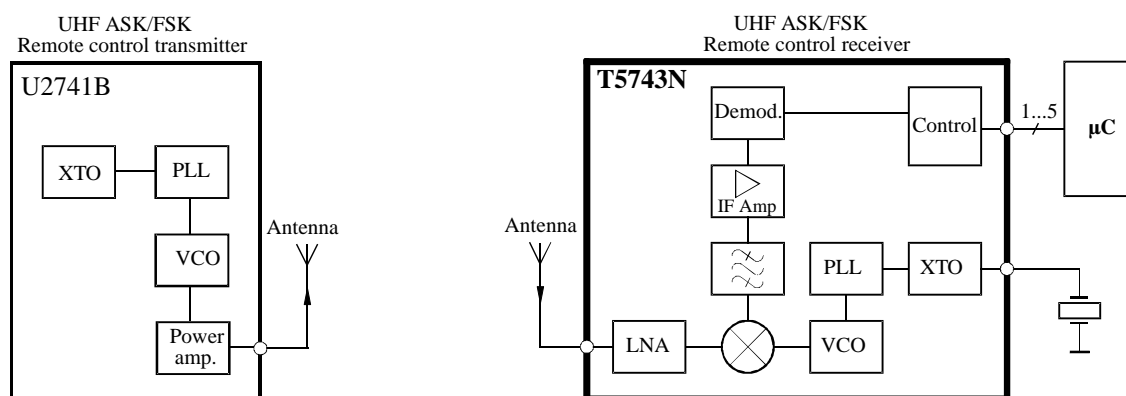 UHF ASK/FSK
Remote control transmitter
U2741B
XTO
PLL
VCO
Power
amp.
Antenna
UHF ASK/FSK
Remote control receiver
T5743N
Demod.
Control
1...5
µC
IF Amp
Antenna
PLL
XTO
LNA
VCO